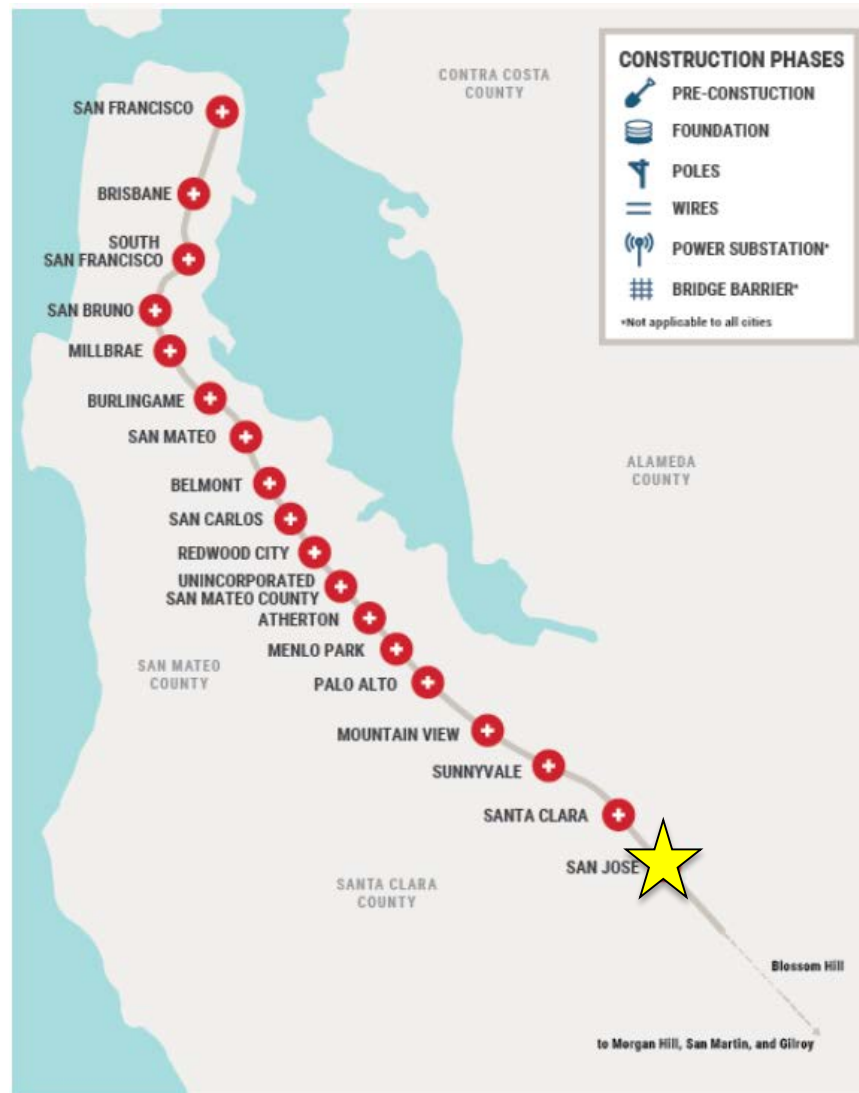 CONTRA COSTA
COUNTY
CONSTRUCTION PHASES
PRE-CONSTUCTION
FOUNDATION
POLES
WIRES
POWER SUBSTATION*
BRIDGE BARRIER*
*Not applicable to all cities
SAN FRANCISCO
BRISBANE
SOUTH
SAN FRANCISCO
SAN BRUNO
MILLBRAE
BURLINGAME
SAN MATEO
BELMONT
SAN CARLOS
REDWOOD CITY
UNINCORPORATED
SAN MATEO COUNTY
ATHERTON
MENLO PARK
PALO ALTO
MOUNTAIN VIEW
SUNNYVALE
SANTA CLARA
SAN JOSE
ALAMEDA
COUNTY
SAN MATEO
COUNTY
SANTA CLARA
COUNTY
Blossom Hill
to Morgan Hill, San Martin, and Gilroy